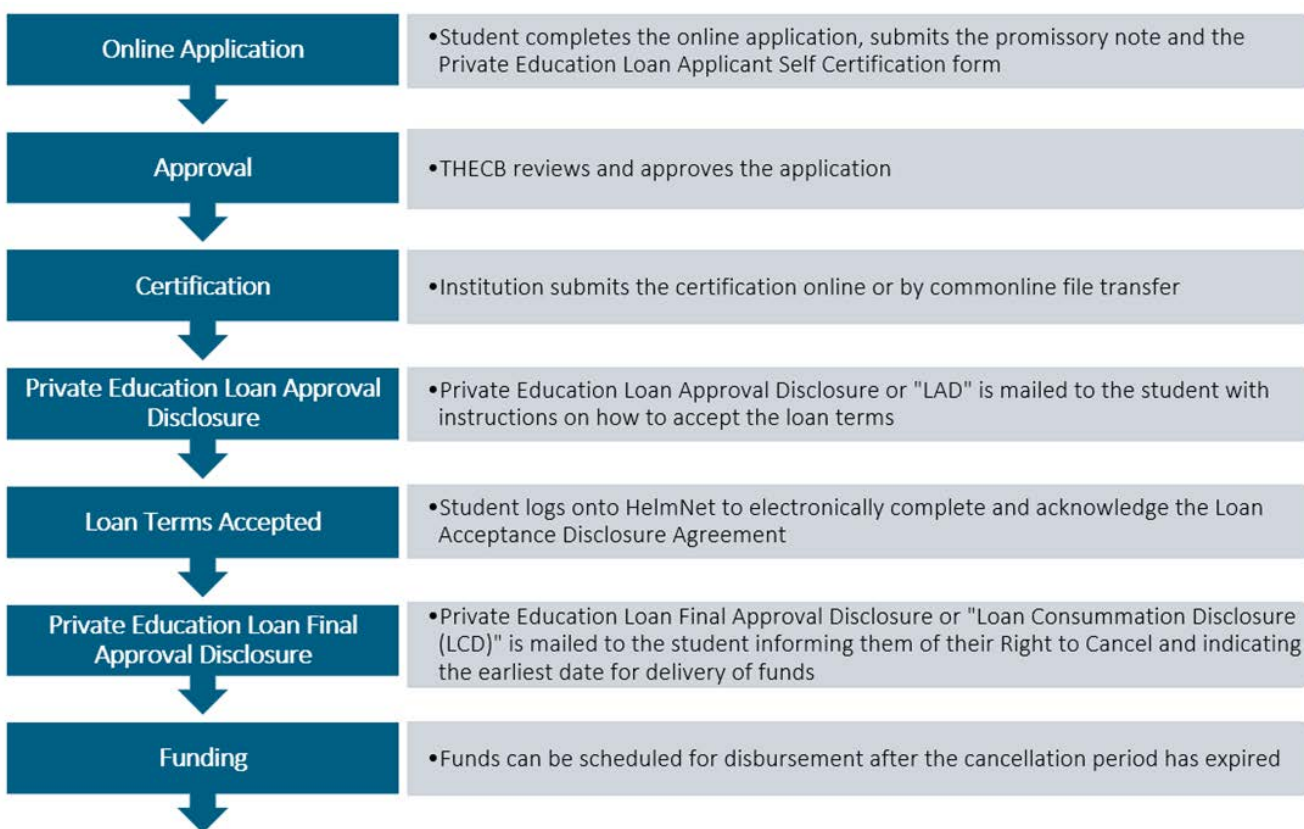 Online Application
•Student completes the online application, submits the promissory note and the
Private Education Loan Applicant Self Certification form
Approval
•THECB reviews and approves the application
Certification
•Institution submits the certification online or by commonline file transfer
Private Education Loan Approval
Disclosure
•Private Education Loan Approval Disclosure or "LAD" is mailed to the student with
instructions on how to accept the loan terms
Loan Terms Accepted
•Student logs onto HelmNet to electronically complete and acknowledge the Loan
Acceptance Disclosure Agreement
Private Education Loan Final
Approval Disclosure
•Private Education Loan Final Approval Disclosure or "Loan Consummation Disclosure
(LCD)" is mailed to the student informing them of their Right to Cancel and indicating
the earliest date for delivery of funds
Funding
•Funds can be scheduled for disbursement after the cancellation period has expired